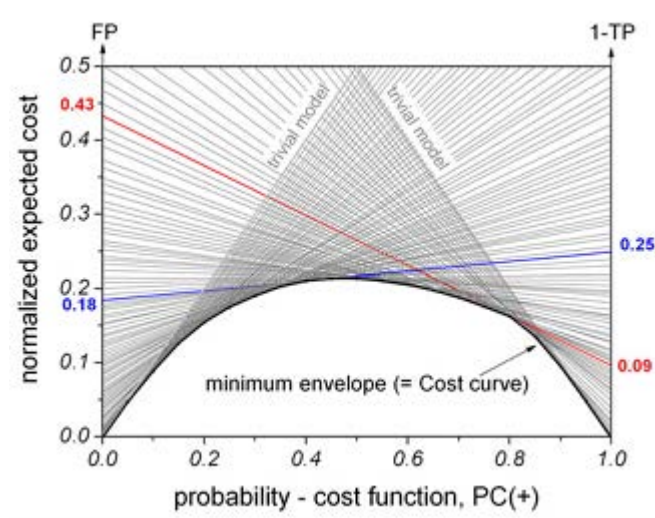 FP
1-TP
0.5
0.43
0.4
0.3
0.2
0.18
0.1
0.0
normalized expected cost
trivial model
trivial model
0.25
0.09
minimum envelope (= Cost curve)
0.0 0.2 0.4 0.6 0.8 1.0
probability - cost function, PC(+)